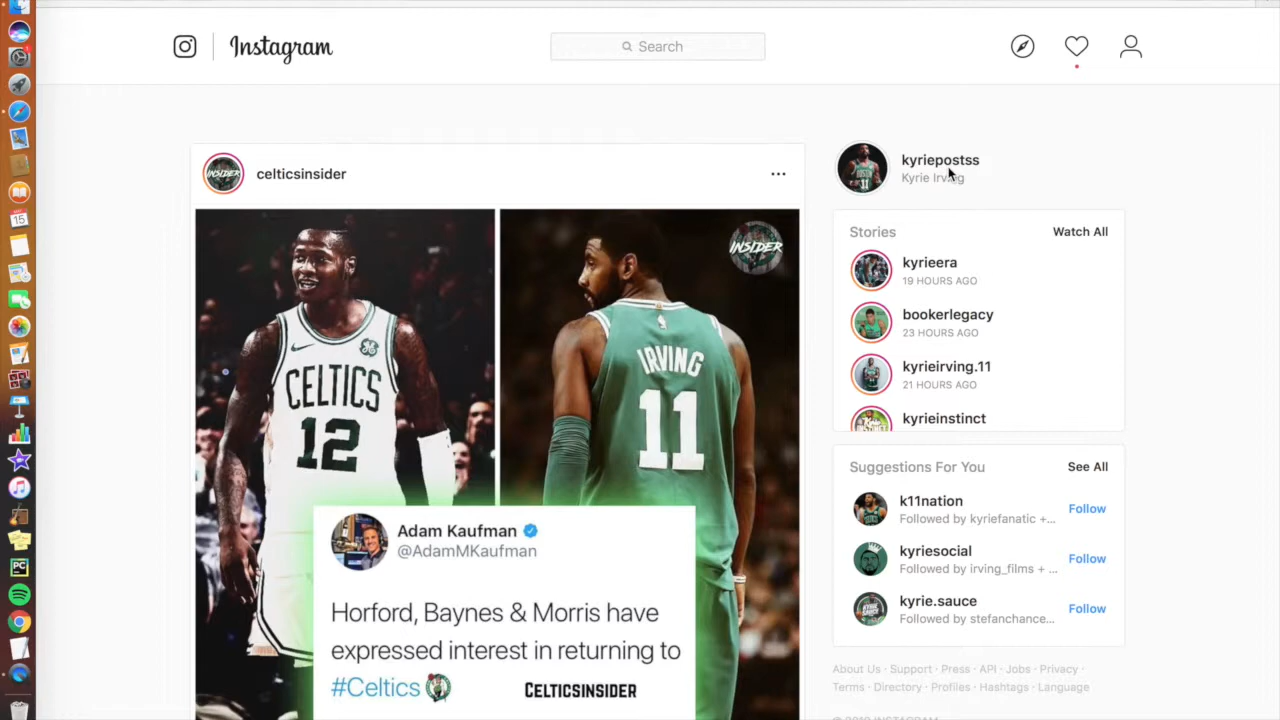 Instagram
Search
celticsinsider
INSIDER
INSIDER
CELTICS
12
IRVING
11
Adam Kaufman
@AdamMKaufman
Horford, Baynes & Morris have
expressed interest in returning to
#Celtics
CELTICSINSIDER
kyriepostss
Stories
Watch All
kyrieera
19 HOURS AGO
bookerlegacy
23 HOURS AGO
kyrieirving.11
21 HOURS AGO
kyrieinstinct
Suggestions For You
See All
k11nation
Followed by kyriefanatic +...
Follow
kyriesocial
Followed by irving_films + ...
Follow
kyrie.sauce
Followed by stefanchance...
Follow
About Us · Support · Press · API · Jobs · Privacy ·
Terms · Directory · Profiles · Hashtags · Language
15
PC